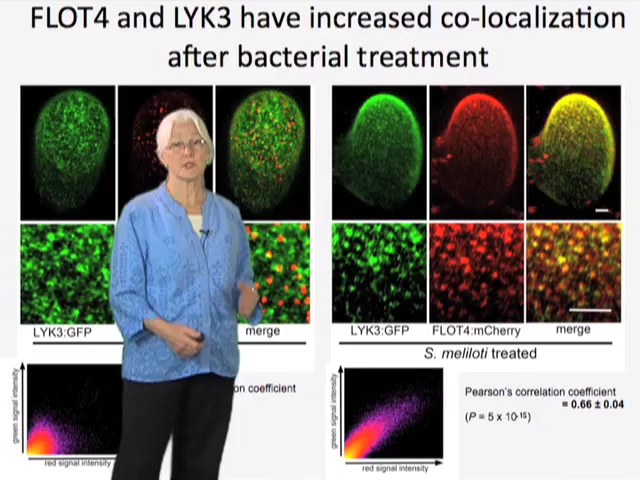 FLOT4 and LYK3 have increased co-localization
after bacterial treatment
LYK3:GFP
merge
LYK3:GFP
FLOT4:mCherry
merge
S. meliloti treated
green signal intensity
red signal intensity
coefficient
green signal intensity
red signal intensity
Pearson's correlation coefficient
= 0.66 ± 0.04
(P = 5 x 10-15)